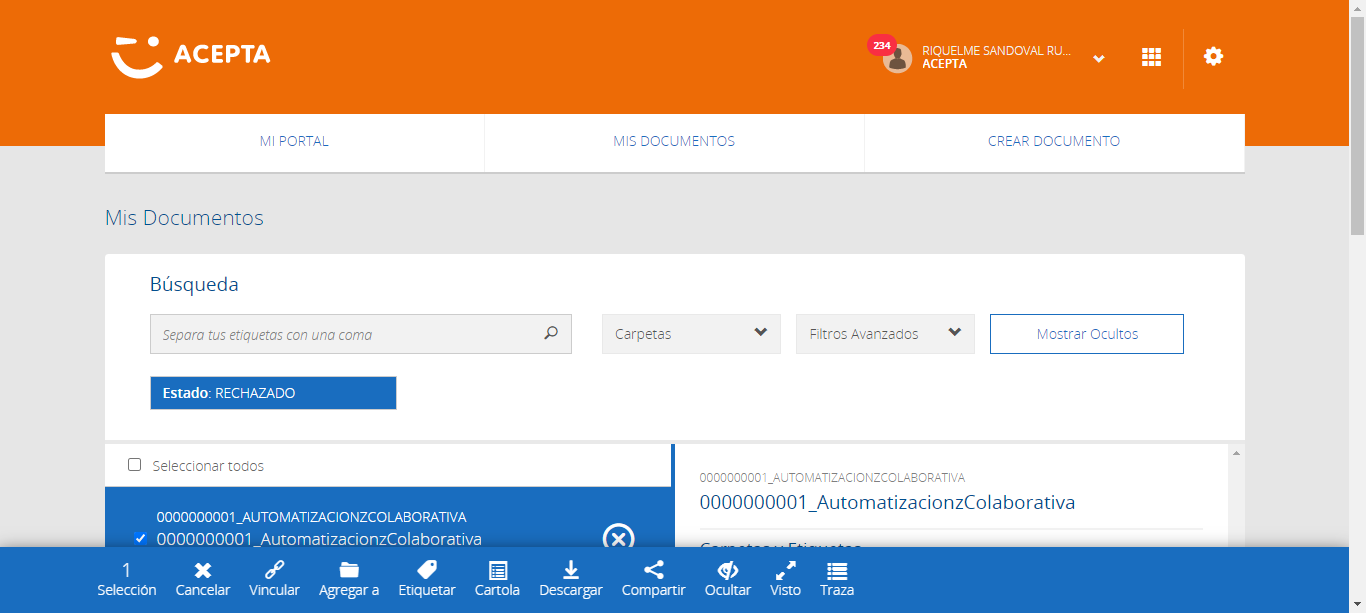 ACEPTA
234
RIQUELME SANDOVAL RU...
ACEPTA
MI PORTAL
MIS DOCUMENTOS
CREAR DOCUMENTO
Mis Documentos
Búsqueda
Separa tus etiquetas con una coma
Carpetas
Filtros Avanzados
Mostrar Ocultos
Estado: RECHAZADO
Seleccionar todos
0000000001_AUTOMATIZACIONZCOLABORATIVA
0000000001_AutomatizacionzColaborativa
0000000001_AUTOMATIZACIONZCOLABORATIVA
0000000001_AutomatizacionzColaborativa
Carpetas y Etiquetas
1
Selección
Cancelar
Vincular
Agregar a
Etiquetar
Cartola
Descargar
Compartir
Ocultar
Visto
Traza